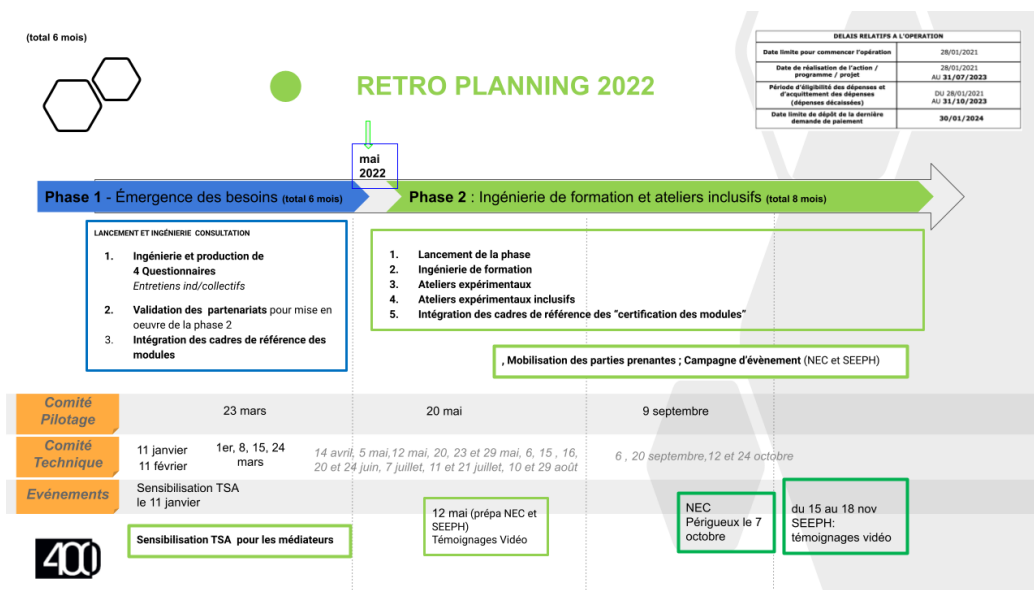 (total 6 mois)
RETRO PLANNING 2022
DELAIS RELATIFS A L'OPERATION
Date limite pour commencer l'opération
28/01/2021
Date de réalisation de l'action /
programme / projet
28/01/2021
AU 31/07/2023
Période d'éligibilité des dépenses et
d'acquittement des dépenses
(dépenses décaissées)
DU 28/01/2021
AU 31/10/2023
Date limite de dépôt de la dernière
demande de paiement
30/01/2024
mai
2022
Phase 1 - Émergence des besoins (total 6 mois)
Phase 2 : Ingénierie de formation et ateliers inclusifs (total 8 mois)
LANCEMENT ET INGÉNIERIE CONSULTATION
1. Ingénierie et production de
4 Questionnaires
Entretiens ind/collectifs
2. Validation des partenariats pour mise en
oeuvre de la phase 2
3. Intégration des cadres de référence des
modules
1. Lancement de la phase
2. Ingénierie de formation
3. Ateliers expérimentaux
4. Ateliers expérimentaux inclusifs
5. Intégration des cadres de référence des "certification des modules"
, Mobilisation des parties prenantes ; Campagne d'évènement (NEC et SEEPH)
Comité
Pilotage
23 mars
20 mai
9 septembre
Comité
Technique
11 janvier
11 février
1er, 8, 15, 24
mars
14 avril, 5 mai,12 mai, 20, 23 et 29 mai, 6, 15 , 16,
20 et 24 juin, 7 juillet, 11 et 21 juillet, 10 et 29 août
6 , 20 septembre,12 et 24 octobre
Evénements
Sensibilisation TSA
le 11 janvier
12 mai (prépa NEC et
SEEPH)
Témoignages Vidéo
NEC
Périgueux le 7
octobre
du 15 au 18 nov
SEEPH:
témoignages vidéo
Sensibilisation TSA pour les médiateurs
400